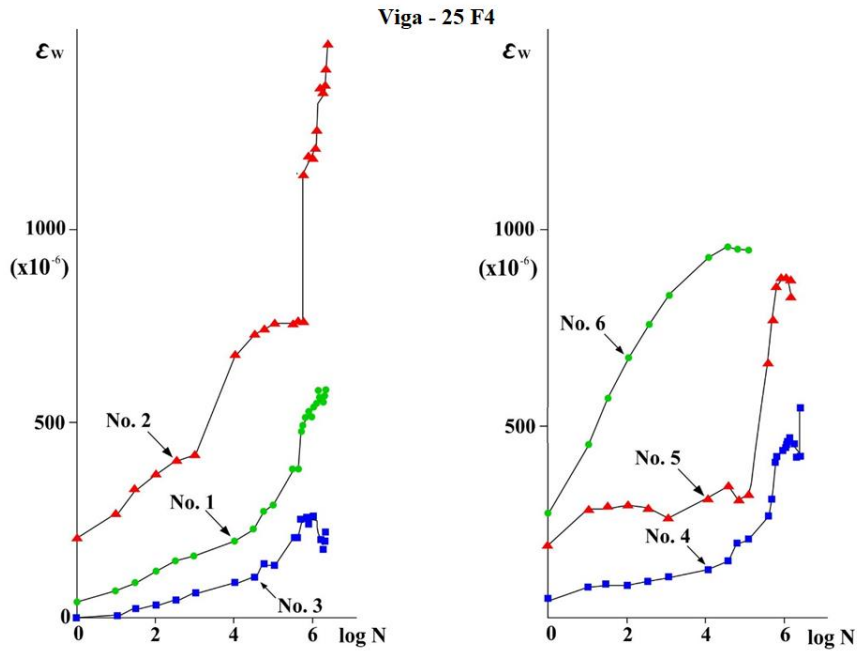 Viga - 25 F4
εw
1000
(x10⁻⁶)
500
0
No. 2
No. 1
No. 3
0 2 4 6 log N
εw
1000
(x10⁻⁶)
500
No. 6
No. 5
No. 4
0 2 4 6 log N